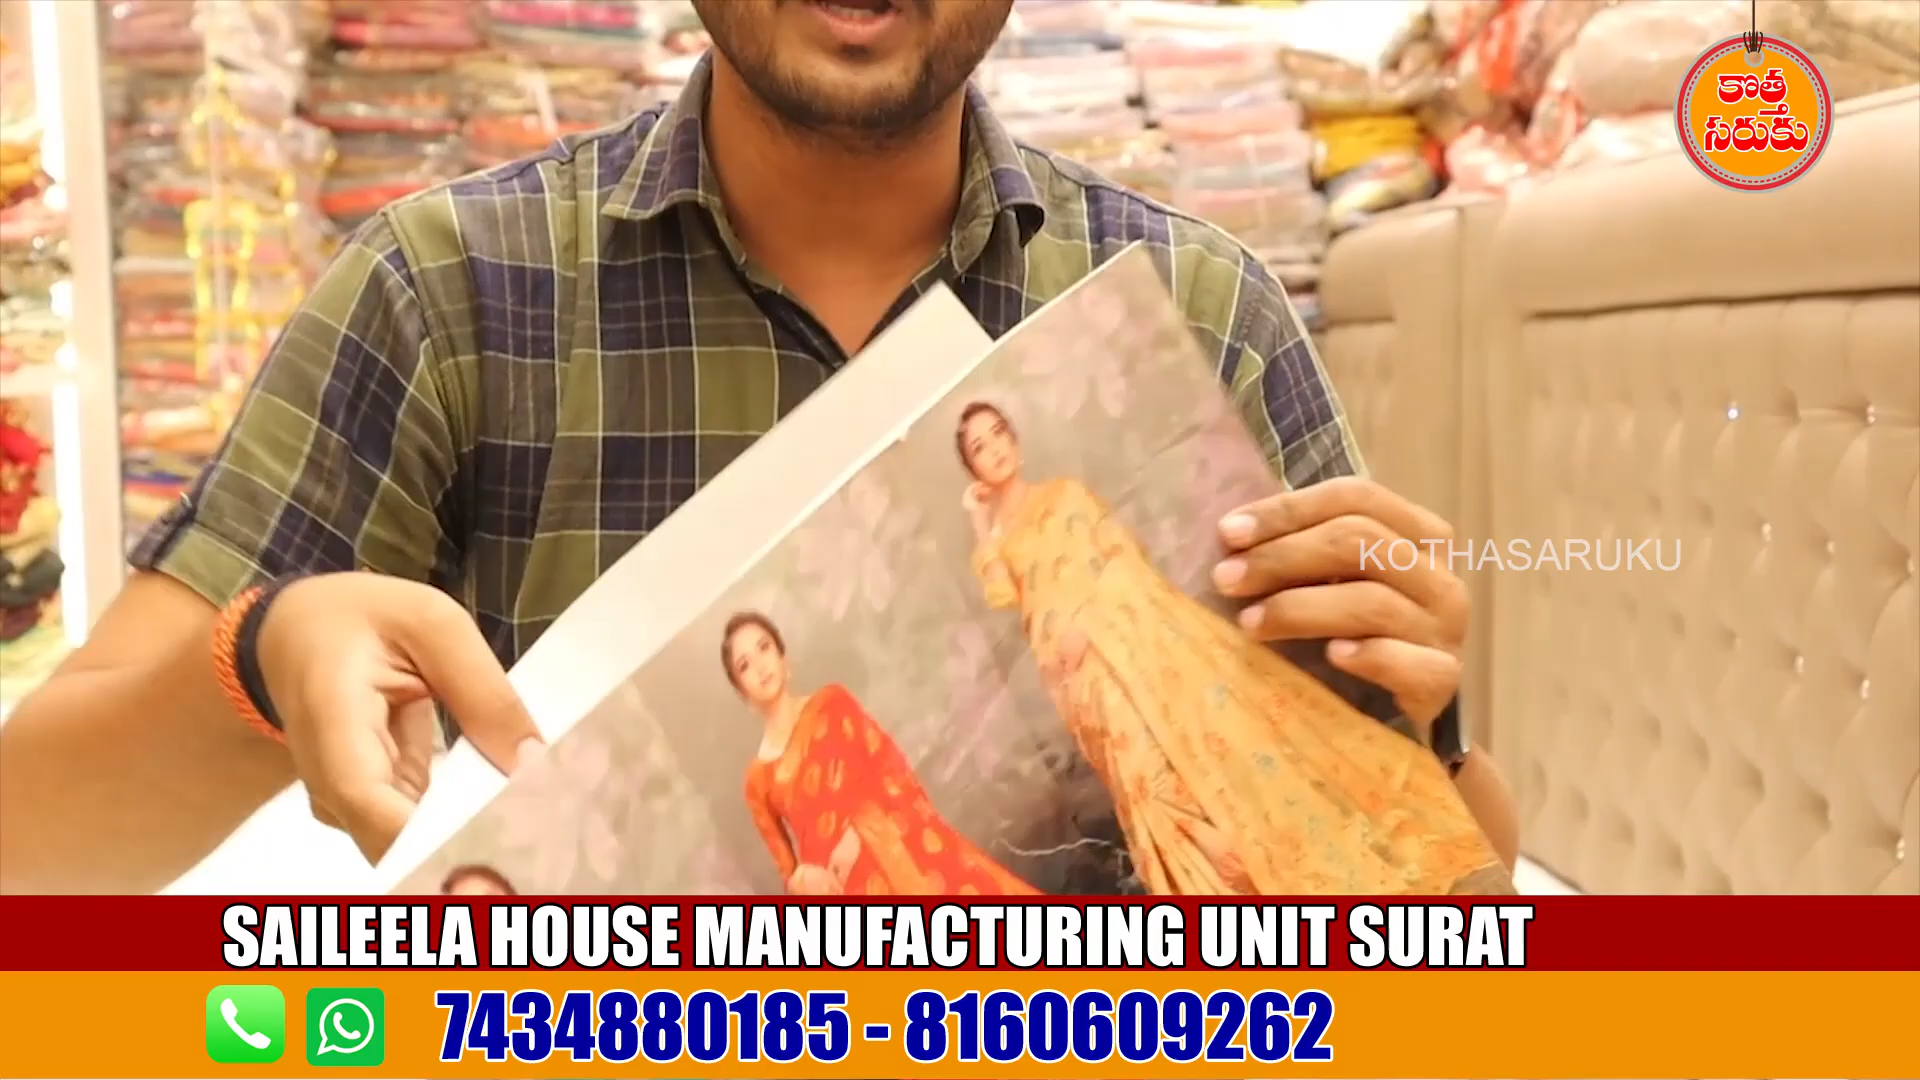 కొత్త
సరుకు
KOTHASARUKU
SAILEELA HOUSE MANUFACTURING UNIT SURAT
7434880185 - 8160609262